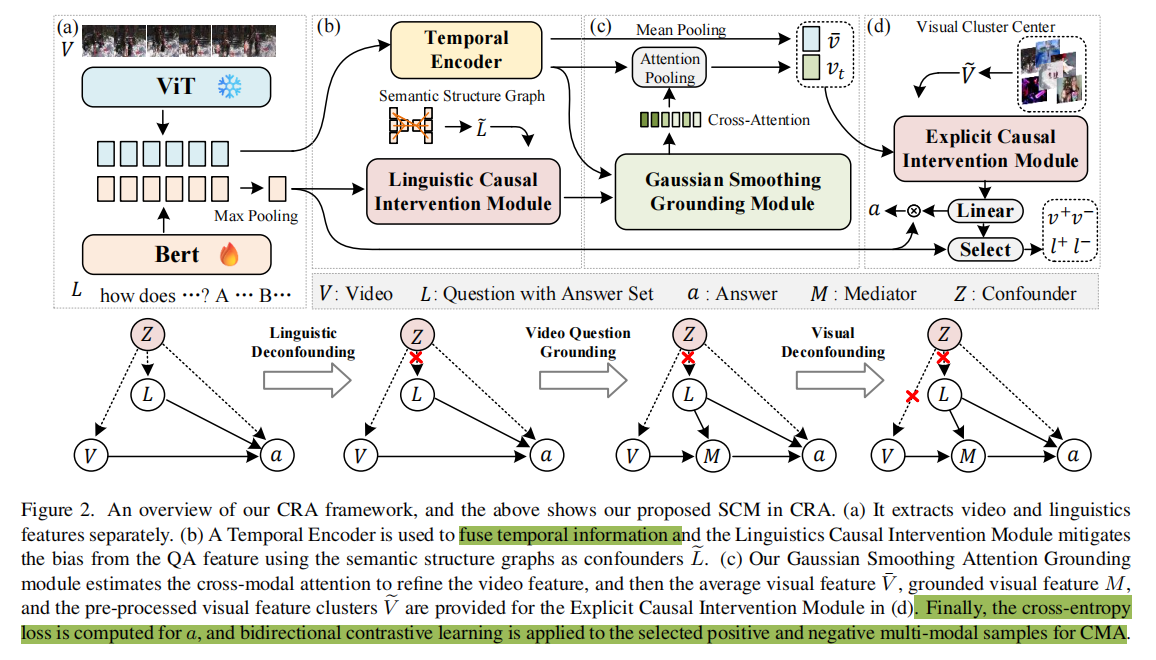 (a)
V
ViT
Max Pooling
Bert
L how does ⋯? A ⋯ B⋯
(b)
Temporal
Encoder
Semantic Structure Graph
L̃
Linguistic Causal
Intervention Module
(c)
Mean Pooling
Attention
Pooling
Cross-Attention
Gaussian Smoothing
Grounding Module
v̄
v_t
(d)
Visual Cluster Center
Ṽ
Explicit Causal
Intervention Module
a ⊗ Linear
Select
v⁺v⁻
l⁺ l⁻
V : Video L: Question with Answer Set a : Answer M : Mediator Z : Confounder
Z
L
V
a
Linguistic
Deconfounding
Z
L
V
a
Video Question
Grounding
Z
L
V
M
a
Visual
Deconfounding
Z
L
V
M
a
Figure 2. An overview of our CRA framework, and the above shows our proposed SCM in CRA. (a) It extracts video and linguistics
features separately. (b) A Temporal Encoder is used to fuse temporal information and the Linguistics Causal Intervention Module mitigates
the bias from the QA feature using the semantic structure graphs as confounders L̃. (c) Our Gaussian Smoothing Attention Grounding
module estimates the cross-modal attention to refine the video feature, and then the average visual feature V̄, grounded visual feature M,
and the pre-processed visual feature clusters Ṽ are provided for the Explicit Causal Intervention Module in (d). Finally, the cross-entropy
loss is computed for a, and bidirectional contrastive learning is applied to the selected positive and negative multi-modal samples for CMA.